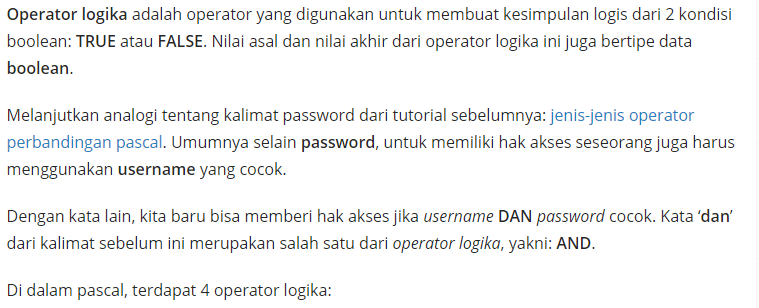 Operator logika adalah operator yang digunakan untuk membuat kesimpulan logis dari 2 kondisi
boolean: TRUE atau FALSE. Nilai asal dan nilai akhir dari operator logika ini juga bertipe data
boolean.
Melanjutkan analogi tentang kalimat password dari tutorial sebelumnya: jenis-jenis operator
perbandingan pascal. Umumnya selain password, untuk memiliki hak akses seseorang juga harus
menggunakan username yang cocok.
Dengan kata lain, kita baru bisa memberi hak akses jika username DAN password cocok. Kata ‘dan’
dari kalimat sebelum ini merupakan salah satu dari operator logika, yakni: AND.
Di dalam pascal, terdapat 4 operator logika: